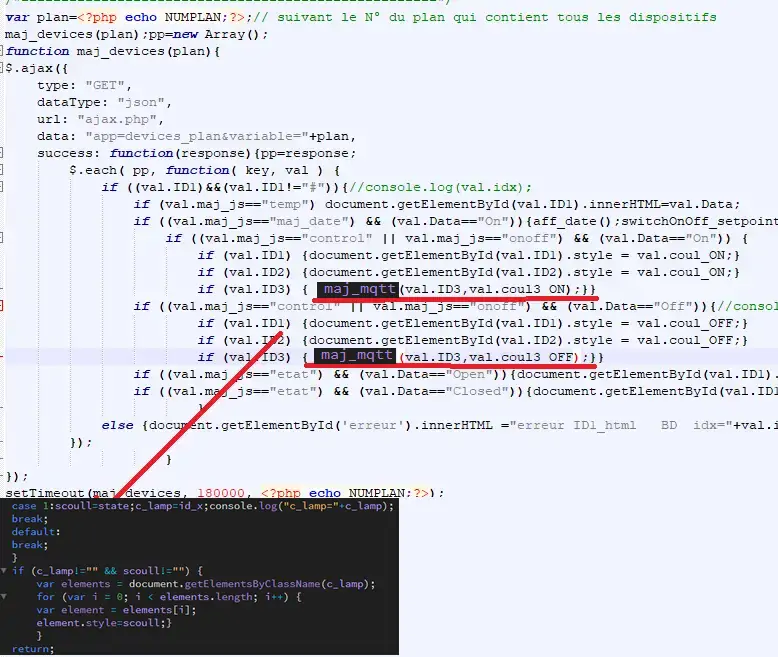 var plan=<?php echo NUMPLAN;?>;// suivant le N° du plan qui contient tous les dispositifs
maj_devices(plan);pp=new Array();
function maj_devices(plan){
$.ajax({
type: "GET",
dataType: "json",
url: "ajax.php",
data: "app=devices_plan&variable="+plan,
success: function(response){pp=response;
$.each( pp, function( key, val ) {
if ((val.ID1)&&(val.ID1!="#")){//console.log(val.idx);
if (val.maj_js=="temp") document.getElementById(val.ID1).innerHTML=val.Data;
if ((val.maj_js=="maj_date") && (val.Data=="On")){aff_date();switchOnOff_setpoint
if ((val.maj_js=="control" || val.maj_js=="onoff") && (val.Data=="On")) {
if (val.ID1) {document.getElementById(val.ID1).style = val.coul_ON;}
if (val.ID2) {document.getElementById(val.ID2).style = val.coul_ON;}
if (val.ID3) { maj_mqtt(val.ID3,val.coul3_ON);}}
if ((val.maj_js=="control" || val.maj_js=="onoff") && (val.Data=="Off")){//consol
if (val.ID1) {document.getElementById(val.ID1).style = val.coul_OFF;}
if (val.ID2) {document.getElementById(val.ID2).style = val.coul_OFF;}
if (val.ID3) { maj_mqtt(val.ID3,val.coul3_OFF);}}
if ((val.maj_js=="etat") && (val.Data=="Open")){document.getElementById(val.ID1).
if ((val.maj_js=="etat") && (val.Data=="Closed")){document.getElementById(val.ID1
}
else {document.getElementById('erreur').innerHTML ="erreur ID1_html   BD  idx="+val.i
});
}
});
setTimeout(maj_devices, 180000, <?php echo NUMPLAN;?>);
case 1:scoull=state;c_lamp=id_x;console.log("c_lamp="+c_lamp);
break;
default:
break;
}
if (c_lamp!="" && scoull!="") {
var elements = document.getElementsByClassName(c_lamp);
for (var i = 0; i < elements.length; i++) {
var element = elements[i];
element.style=scoull;}
}
return;